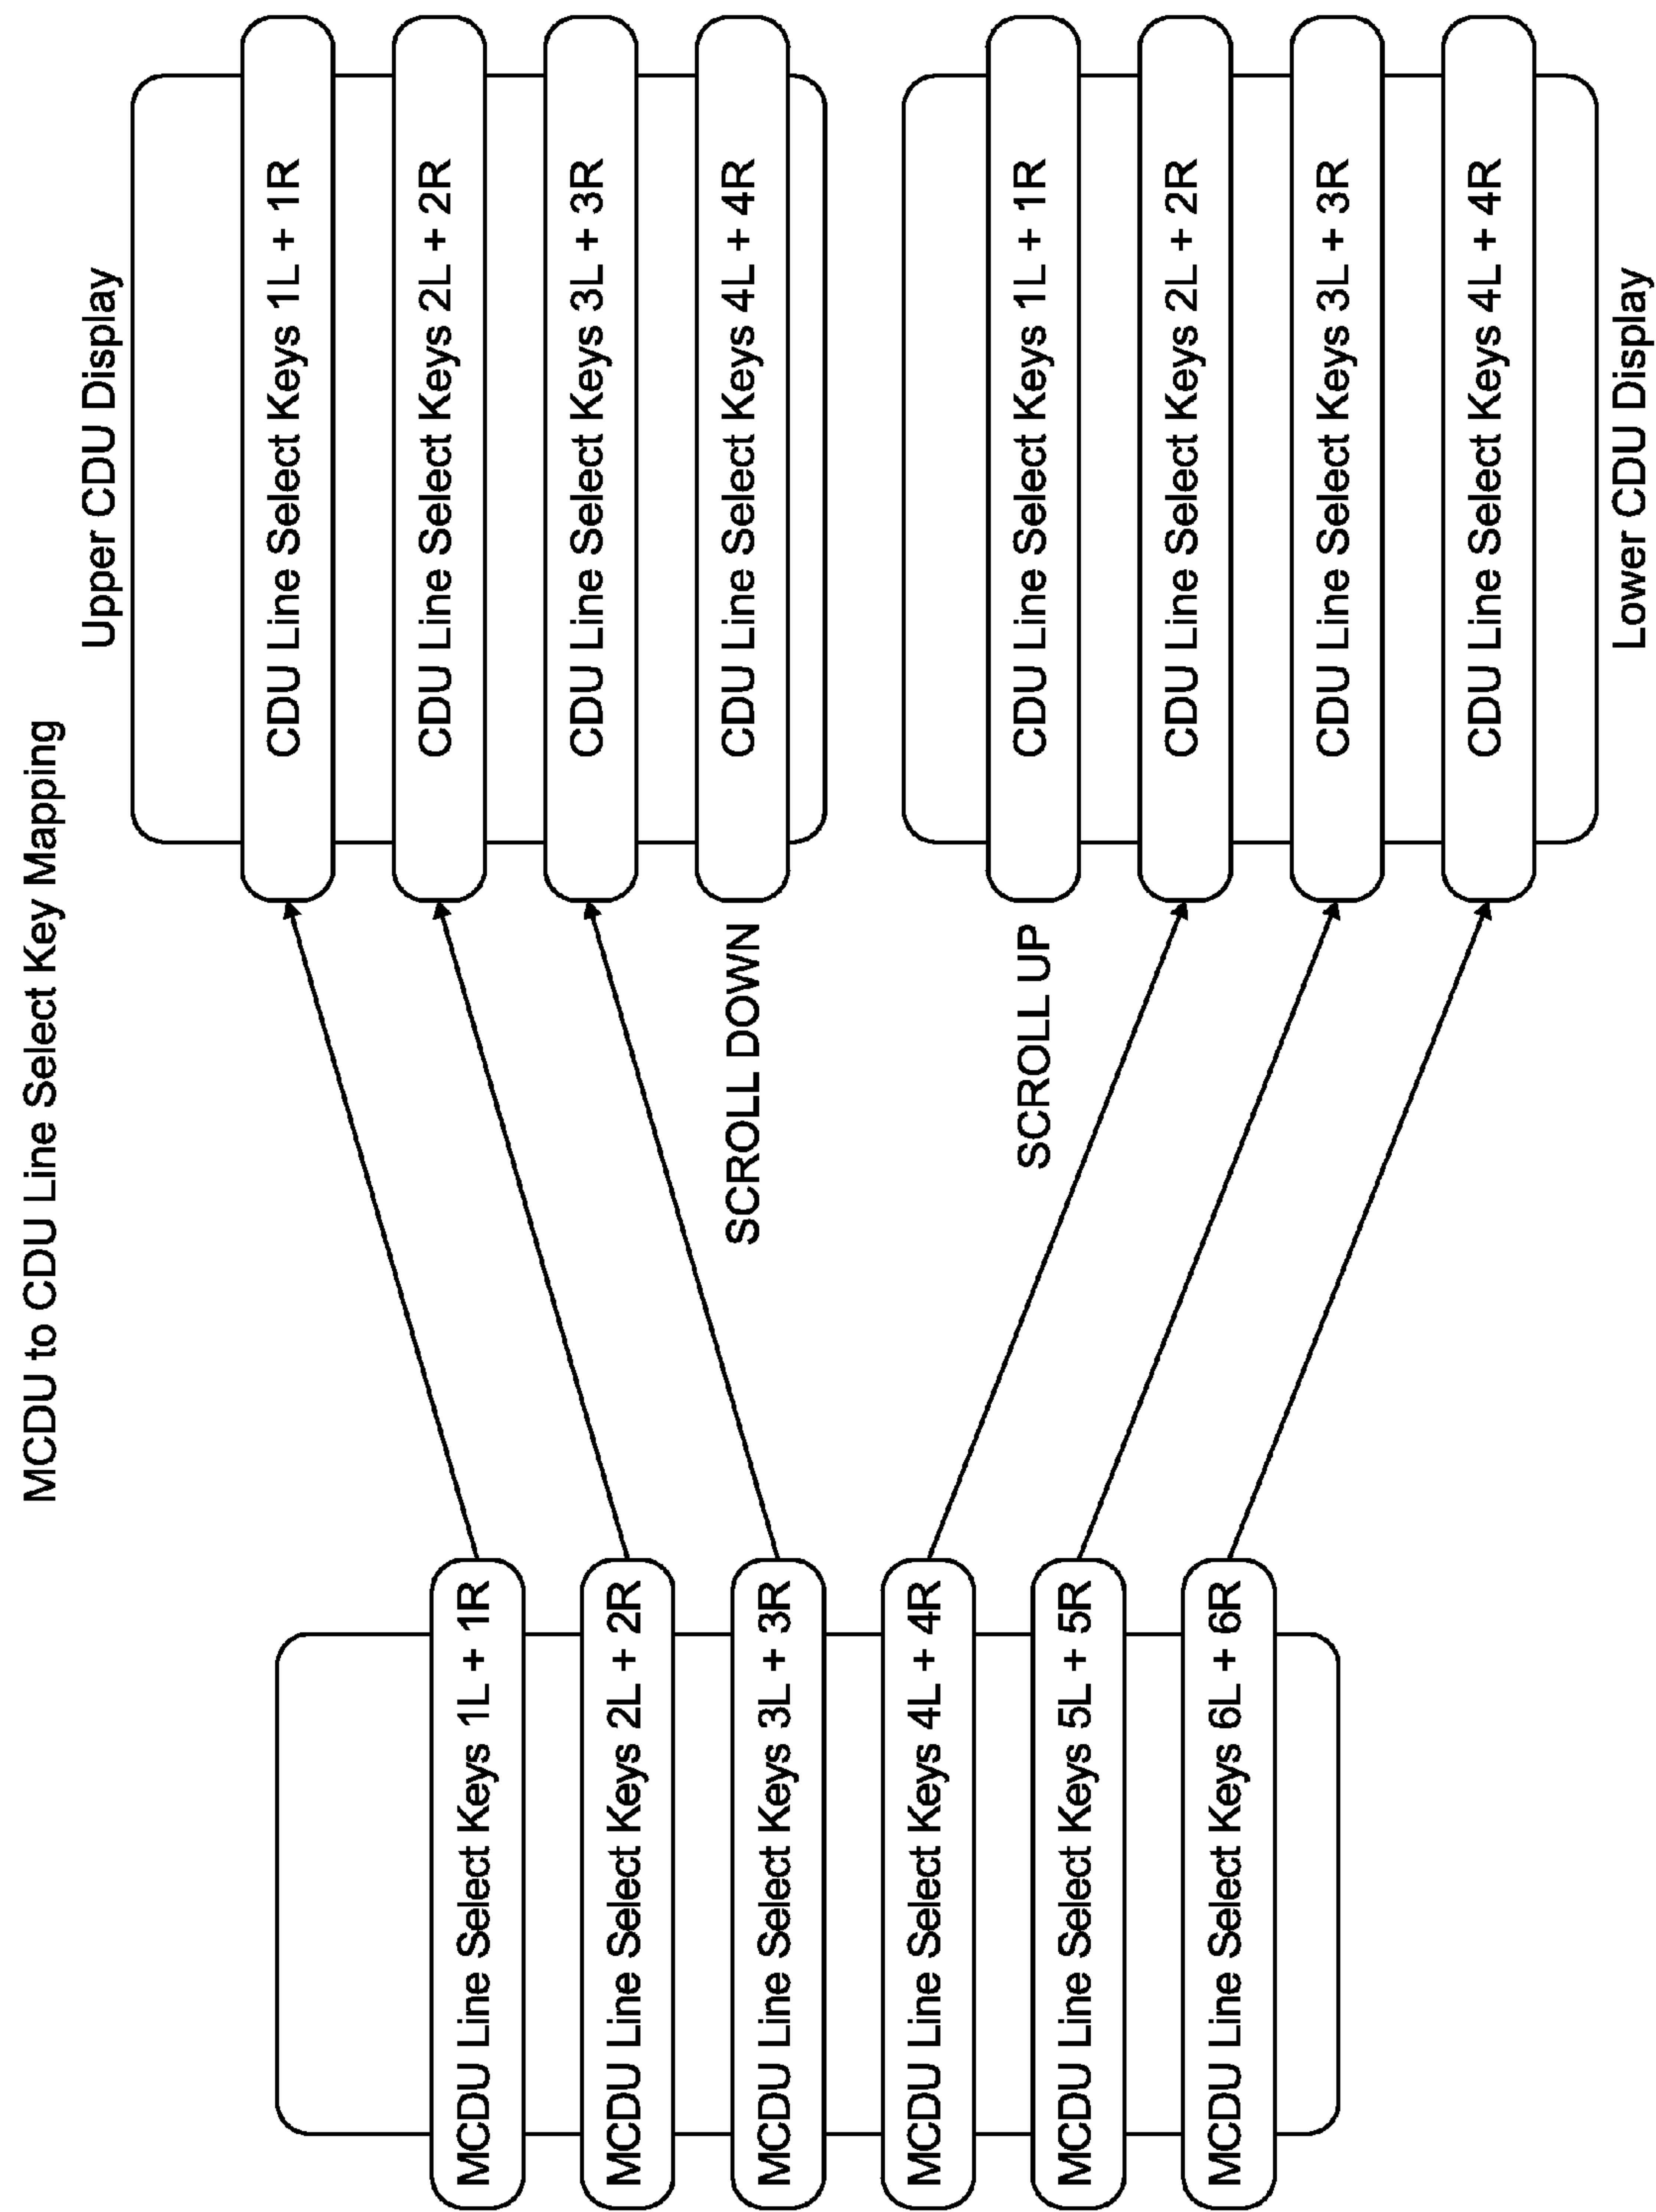 MCDU to CDU Line Select Key Mapping
Upper CDU Display
MCDU Line Select Keys 1L + 1R
MCDU Line Select Keys 2L + 2R
MCDU Line Select Keys 3L + 3R
MCDU Line Select Keys 4L + 4R
MCDU Line Select Keys 5L + 5R
MCDU Line Select Keys 6L + 6R
CDU Line Select Keys 1L + 1R
CDU Line Select Keys 2L + 2R
CDU Line Select Keys 3L + 3R
SCROLL DOWN
CDU Line Select Keys 4L + 4R
SCROLL UP
CDU Line Select Keys 1L + 1R
CDU Line Select Keys 2L + 2R
CDU Line Select Keys 3L + 3R
CDU Line Select Keys 4L + 4R
Lower CDU Display